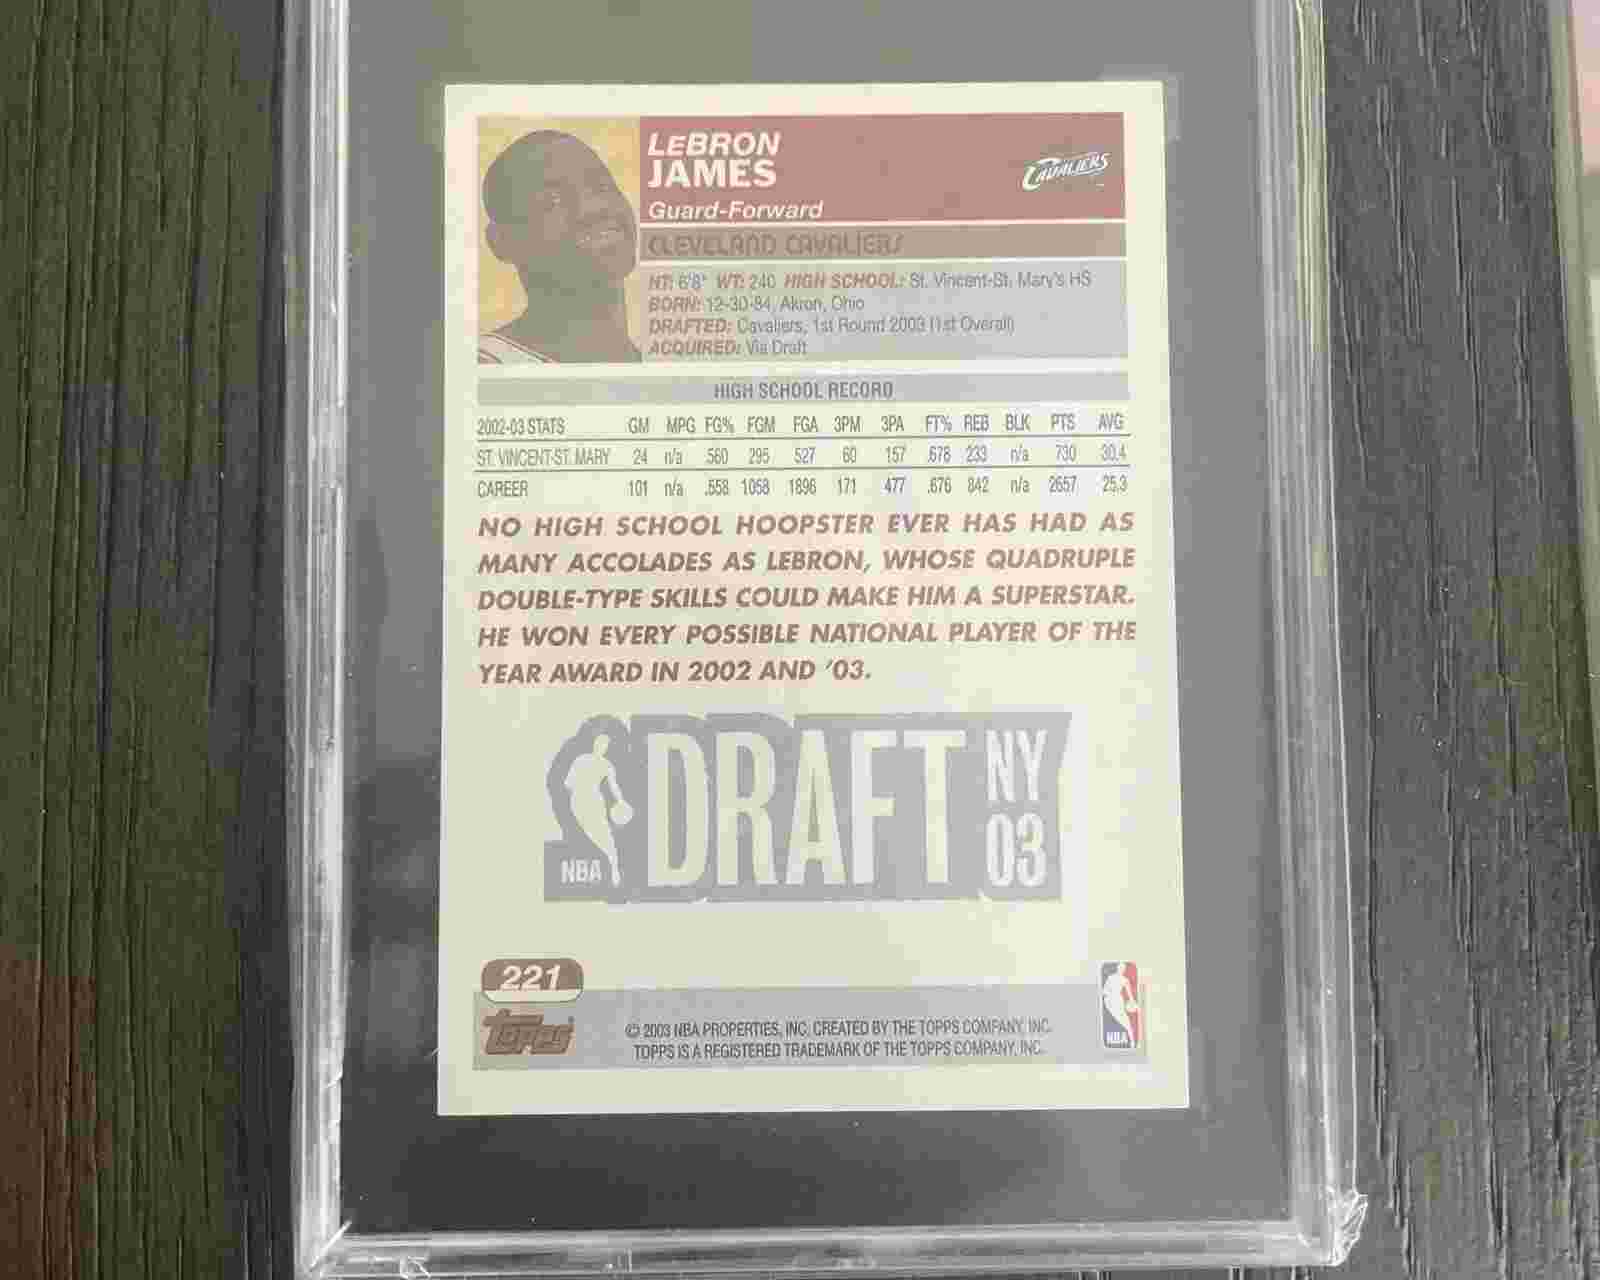 LEBRON
JAMES
Guard-Forward
CAVALIERS
CLEVELAND CAVALIERS
HT: 6'8" WT: 240 HIGH SCHOOL: St. Vincent-St. Mary's HS
BORN: 12-30-84, Akron, Ohio
DRAFTED: Cavaliers, 1st Round 2003 (1st Overall)
ACQUIRED: Via Draft
HIGH SCHOOL RECORD
2002-03 STATS GM MPG FG% FGM FGA 3PM 3PA FT% REB BLK PTS AVG
ST. VINCENT-ST. MARY 24 n/a .560 295 527 60 157 .678 233 n/a 730 30.4
CAREER 101 n/a .558 1058 1896 171 477 .676 842 n/a 2657 25.3
NO HIGH SCHOOL HOOPSTER EVER HAS HAD AS
MANY ACCOLADES AS LEBRON, WHOSE QUADRUPLE
DOUBLE-TYPE SKILLS COULD MAKE HIM A SUPERSTAR.
HE WON EVERY POSSIBLE NATIONAL PLAYER OF THE
YEAR AWARD IN 2002 AND '03.
NBA DRAFT NY
03
221
Topps
© 2003 NBA PROPERTIES, INC. CREATED BY THE TOPPS COMPANY, INC.
TOPPS IS A REGISTERED TRADEMARK OF THE TOPPS COMPANY, INC.
NBA